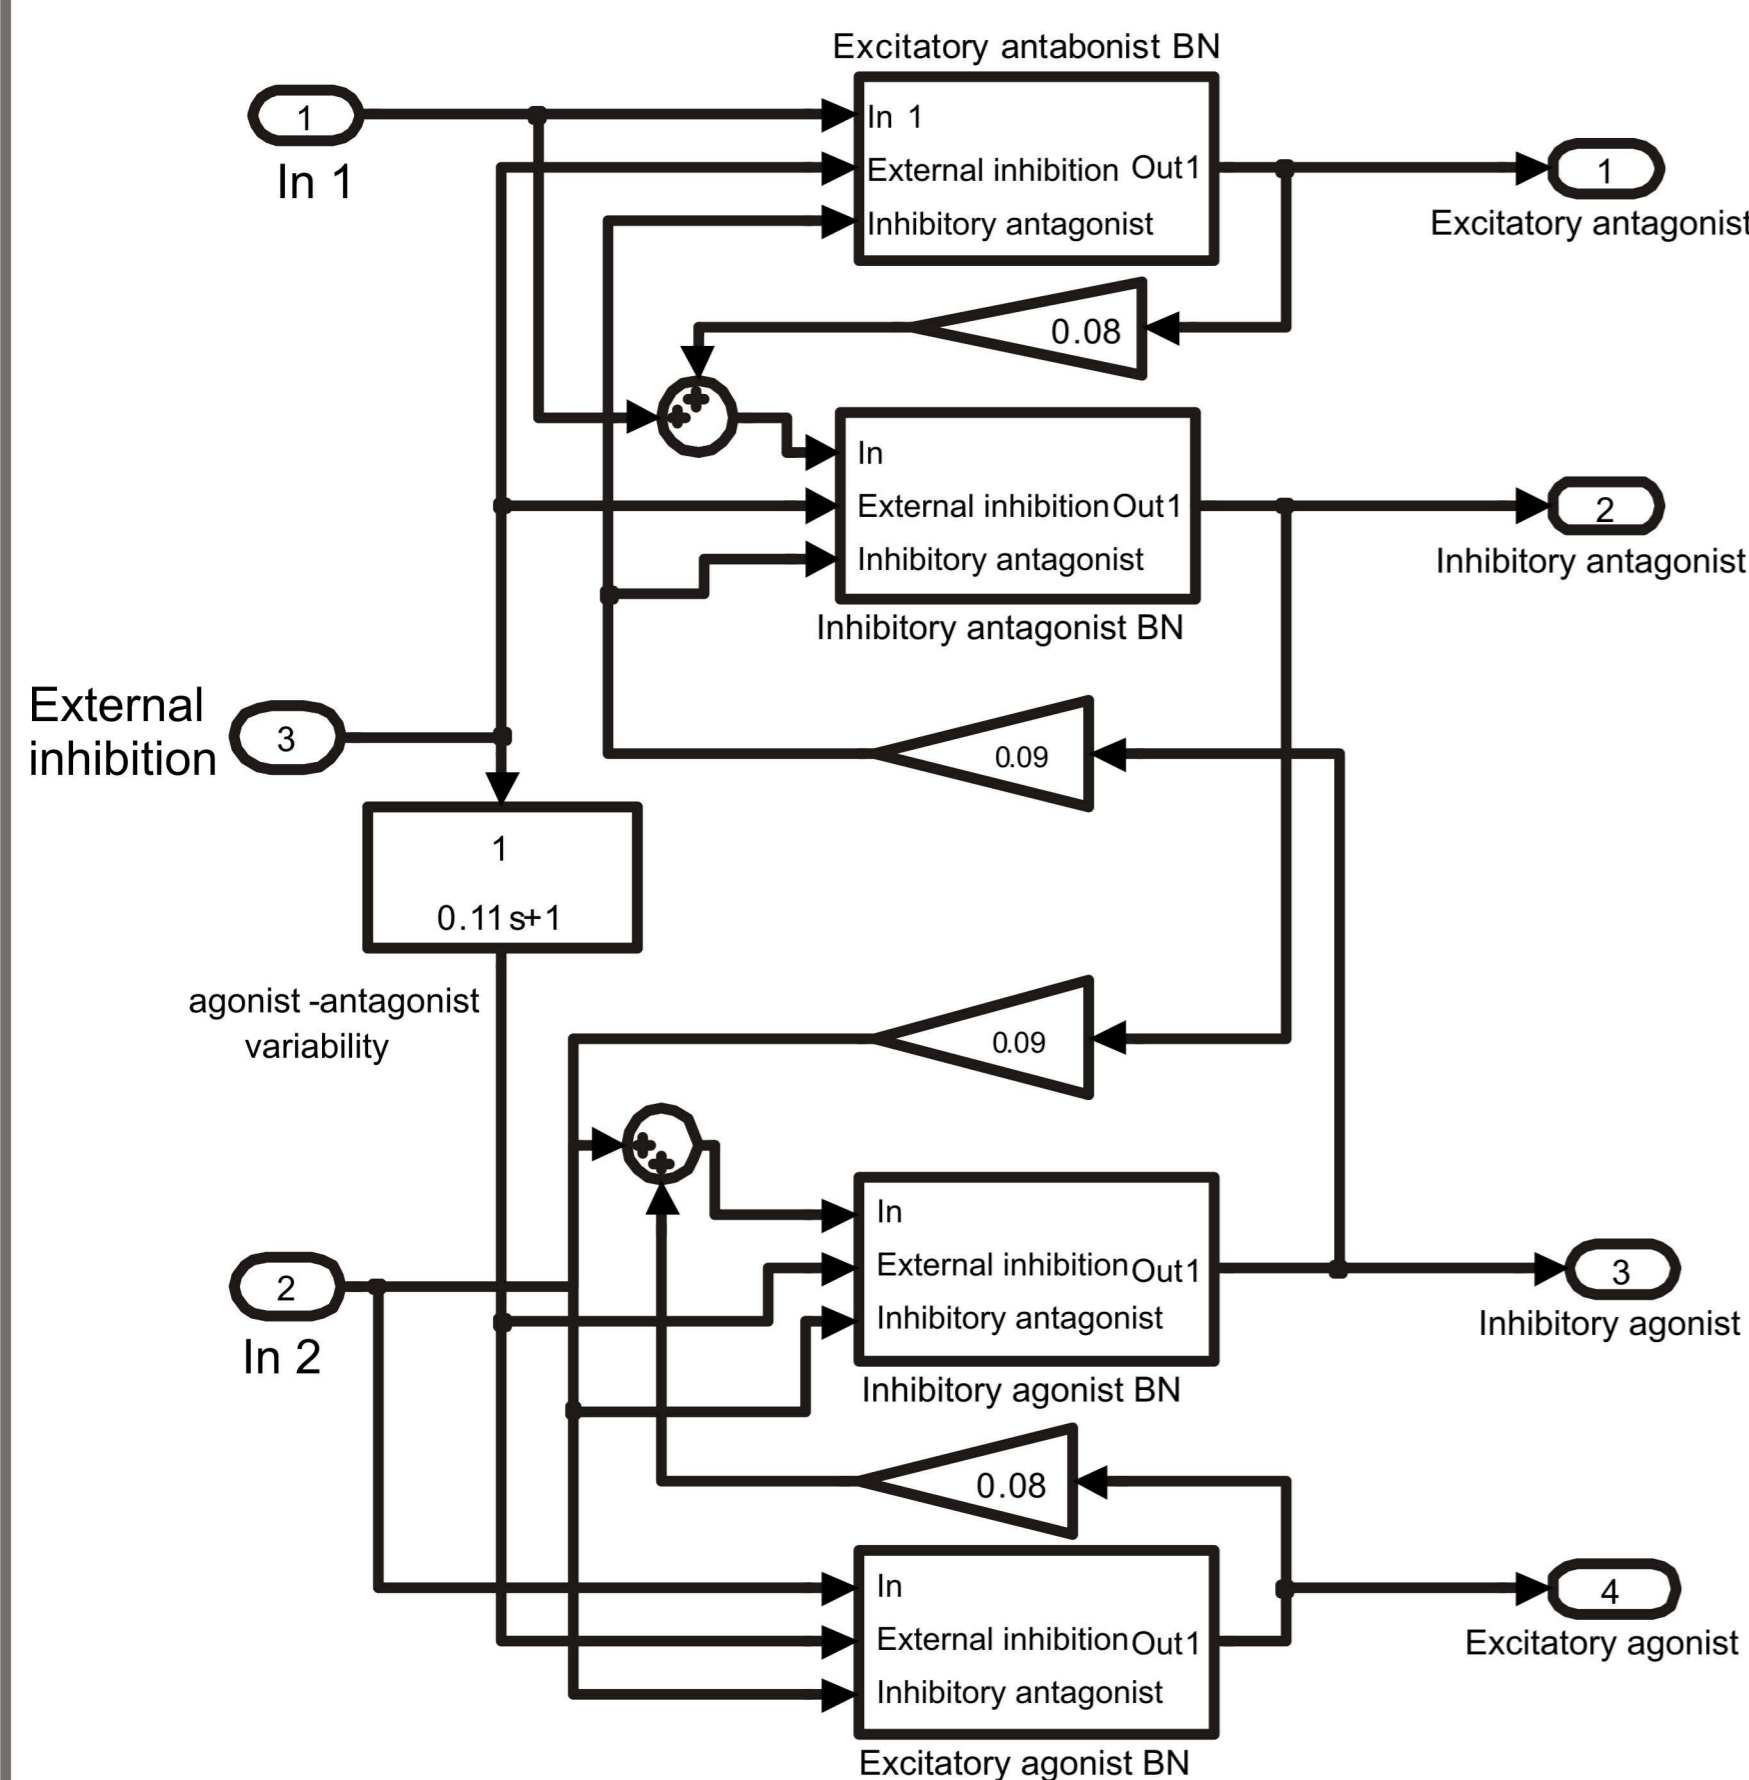 Excitatory antabonist BN
1
In 1
In 1
External inhibition Out1
Inhibitory antagonist
1
Excitatory antagonist
0.08
In
External inhibition Out1
Inhibitory antagonist
Inhibitory antagonist BN
2
Inhibitory antagonist
External
inhibition
3
0.09
1
0.11s+1
agonist -antagonist
variability
0.09
2
In 2
In
External inhibition Out1
Inhibitory antagonist
Inhibitory agonist BN
3
Inhibitory agonist
0.08
In
External inhibition Out1
Inhibitory antagonist
Excitatory agonist BN
4
Excitatory agonist